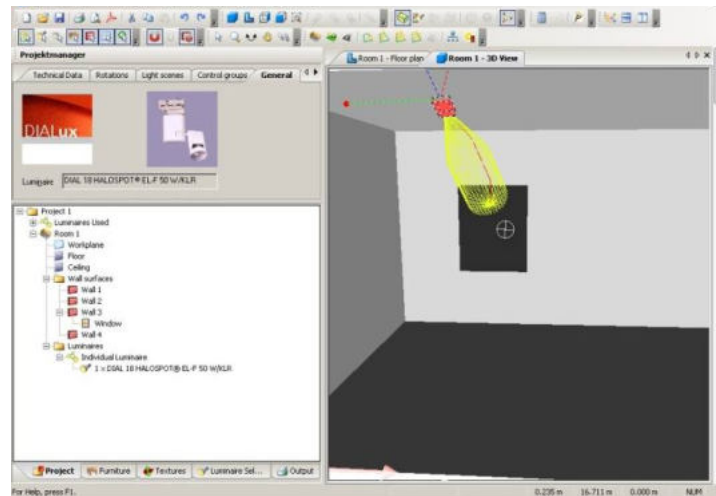 Projektmanager
Technical Data
Rotations
Light scenes
Control groups
General
DIALux
Luminaire
DIAL 18 HALOSPOT® EL-F 50 W/KLR
Project 1
Luminaires Used
Room 1
Workplane
Floor
Ceiling
Wall surfaces
Wall 1
Wall 2
Wall 3
Window
Wall 4
Luminaires
Individual Luminaire
1 x DIAL 18 HALOSPOT® EL-F 50 W/KLR
Project
Furniture
Textures
Luminaire Sel...
Output
Room 1 - Floor plan
Room 1 - 3D View
For Help, press F1.
0.235 m
16.711 m
0.000 m
NUM